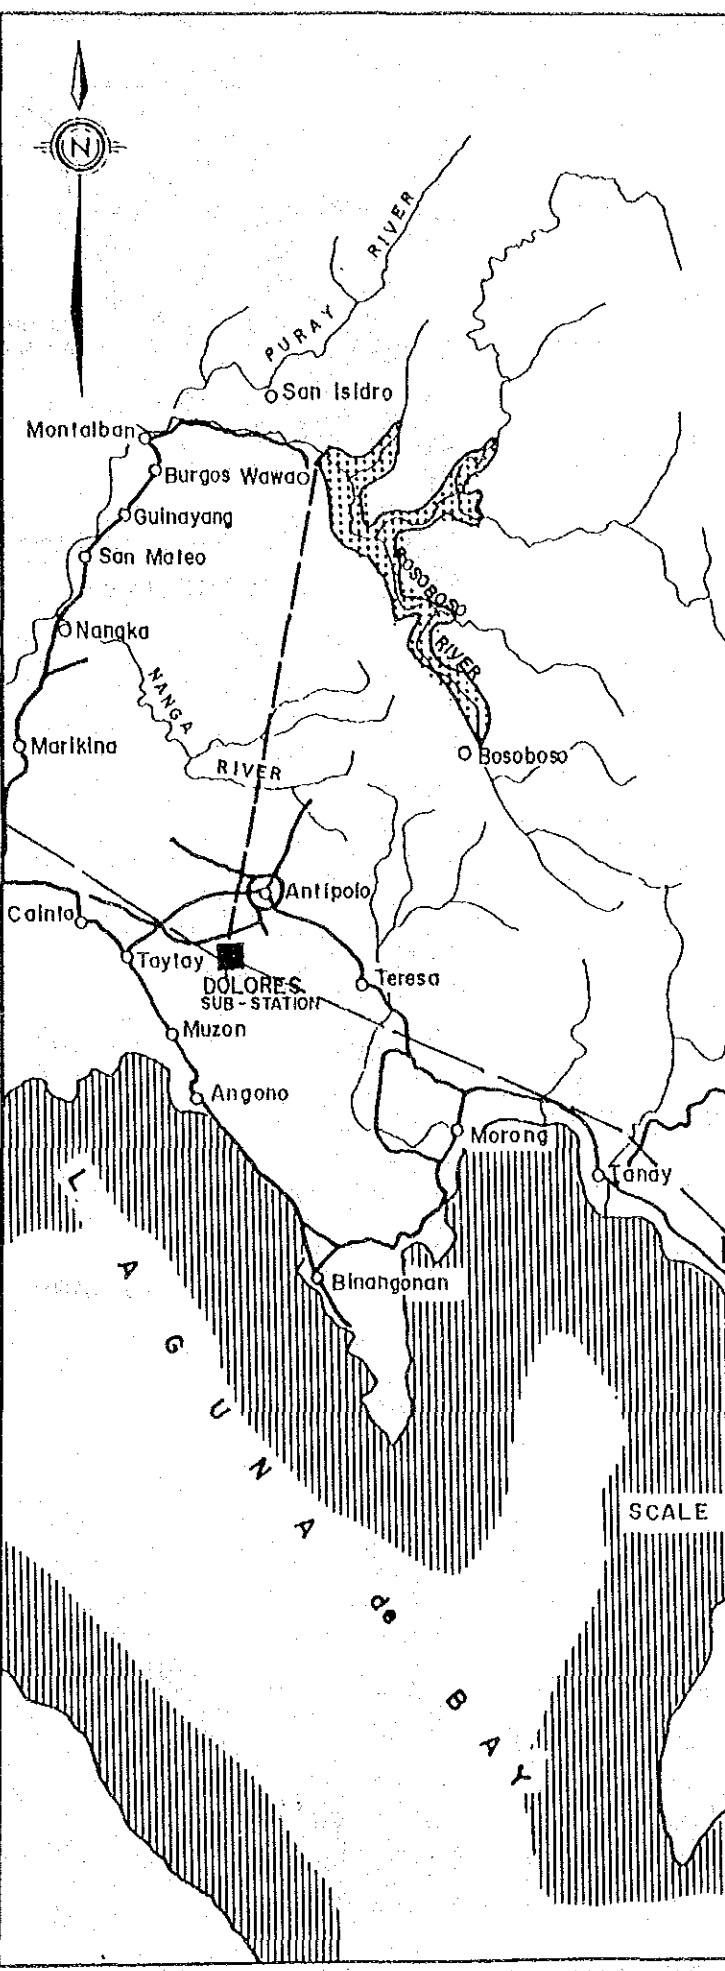 N
PURAY RIVER
San Isidro
Montalban
Burgos Wawa
Guinayang
San Mateo
BOSOBOSO
RIVER
Nangka
NANGA
RIVER
Marikina
Bosoboso
Antipolo
Cainta
Taytay
DOLORES
SUB-STATION
Teresa
Muzon
Angono
Morong
Tanay
Binangonan
LAGUNA de BAY
SCALE